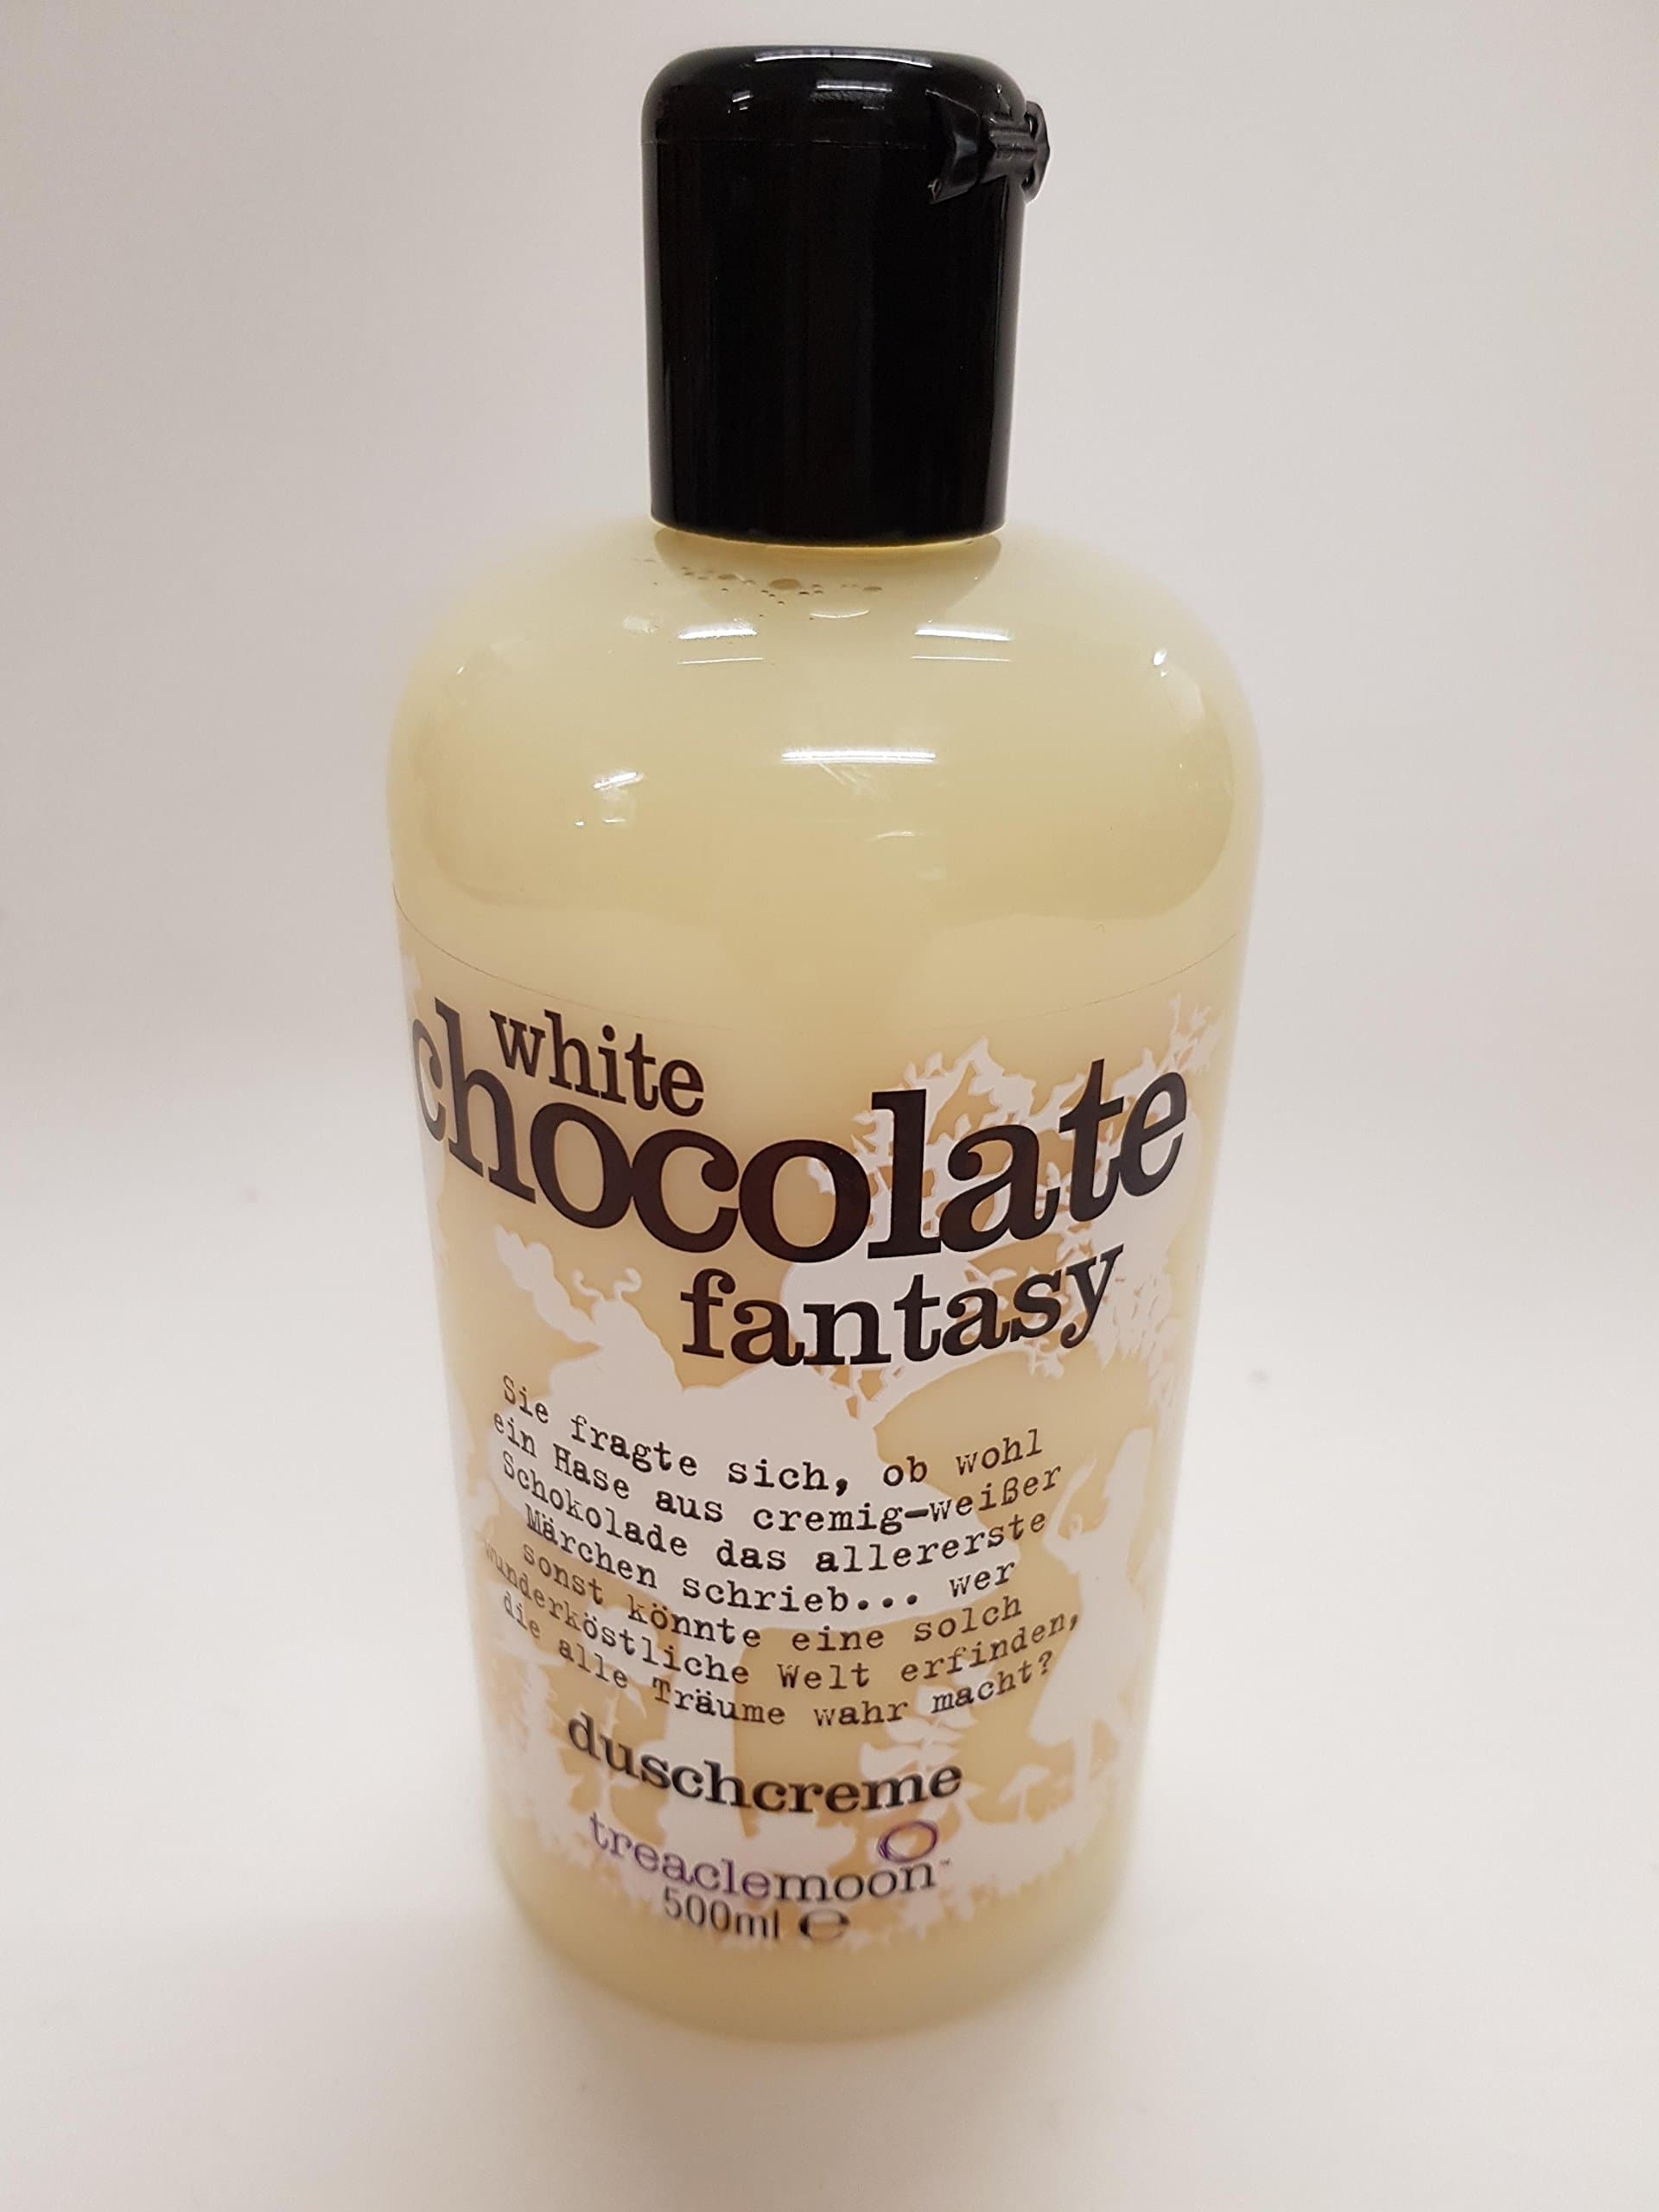 white
chocolate
fantasy
Sie fragte sich, ob wohl
ein Hase aus cremig-weißer
Schokolade das allererste
Märchen schrieb... wer
sonst könnte eine solch
wunderköstliche Welt erfinden,
die alle Träume wahr macht?
duschcreme
treaclemoon™
500ml ℮